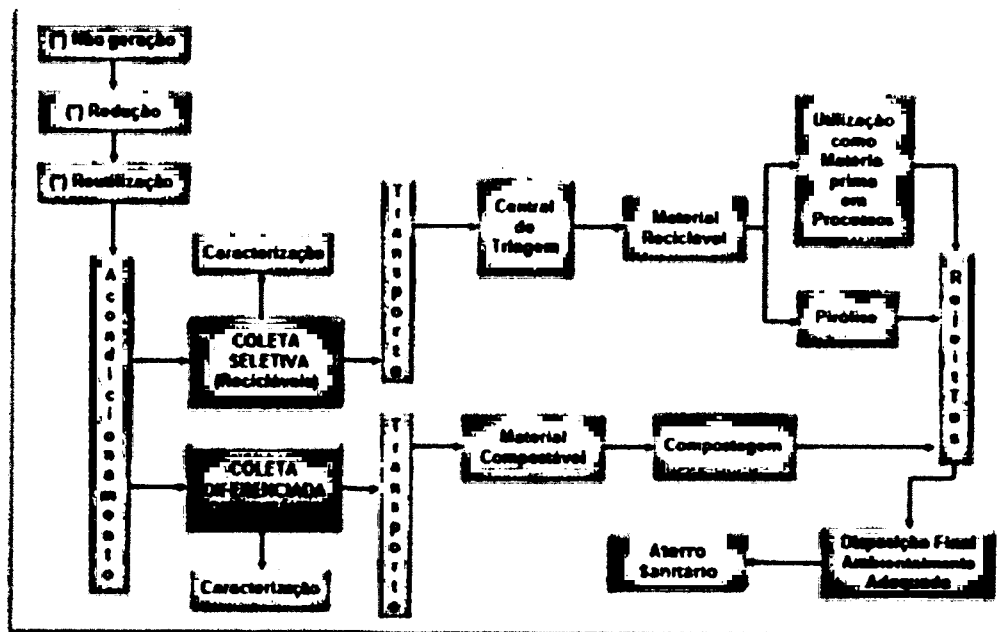 (*) Não geração
(*) Redução
(*) Reutilização
Acondicionamento
Caracterização
COLETA
SELETIVA
(Recicláveis)
COLETA
DIFERENCIADA
Caracterização
Transporte
Transporte
Central
de
Triagem
Material
Reciclável
Utilização
como
Materia
prima
em
Processos
Pirólise
Material
Compostável
Compostagem
Rejeitos
Disposição Final
Ambientalmente
Adequada
Aterro
Sanitário